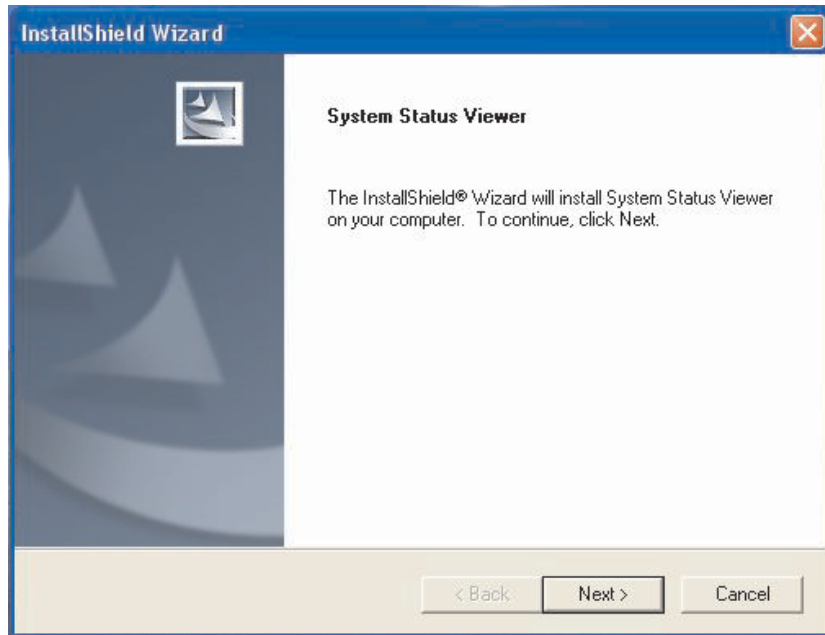 InstallShield Wizard
System Status Viewer
The InstallShield® Wizard will install System Status Viewer
on your computer. To continue, click Next.
< Back
Next >
Cancel